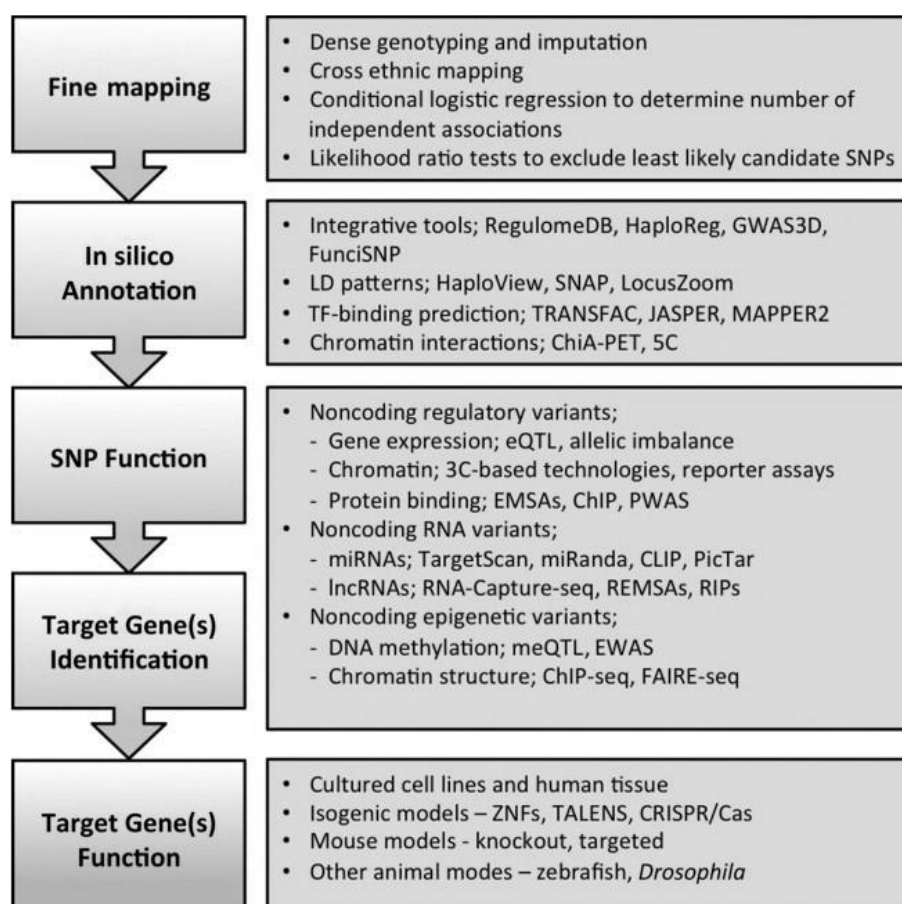 Fine mapping
• Dense genotyping and imputation
• Cross ethnic mapping
• Conditional logistic regression to determine number of
independent associations
• Likelihood ratio tests to exclude least likely candidate SNPs
In silico
Annotation
• Integrative tools; RegulomeDB, HaploReg, GWAS3D,
FunciSNP
• LD patterns; HaploView, SNAP, LocusZoom
• TF-binding prediction; TRANSFAC, JASPER, MAPPER2
• Chromatin interactions; ChiA-PET, 5C
SNP Function
Target Gene(s)
Identification
• Noncoding regulatory variants;
- Gene expression; eQTL, allelic imbalance
- Chromatin; 3C-based technologies, reporter assays
- Protein binding; EMSAs, ChIP, PWAS
• Noncoding RNA variants;
- miRNAs; TargetScan, miRanda, CLIP, PicTar
- lncRNAs; RNA-Capture-seq, REMSAs, RIPs
• Noncoding epigenetic variants;
- DNA methylation; meQTL, EWAS
- Chromatin structure; ChIP-seq, FAIRE-seq
Target Gene(s)
Function
• Cultured cell lines and human tissue
• Isogenic models – ZNFs, TALENS, CRISPR/Cas
• Mouse models - knockout, targeted
• Other animal modes – zebrafish, Drosophila